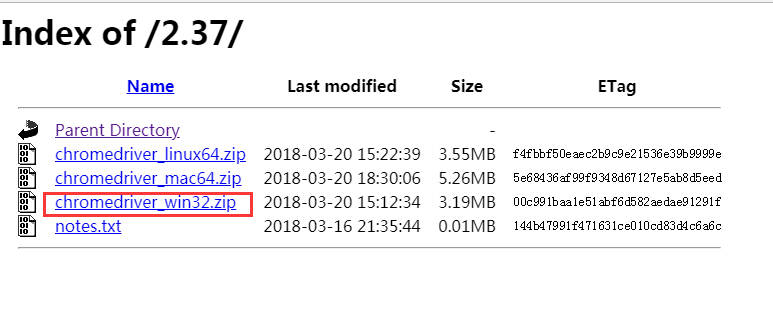 Index of /2.37/
Name Last modified Size ETag
Parent Directory -
chromedriver_linux64.zip 2018-03-20 15:22:39 3.55MB f4fbbf50eaec2b9c9e21536e39b9999e
chromedriver_mac64.zip 2018-03-20 18:30:06 5.26MB 5e68436af99f9348d67127e5ab8d5eed
chromedriver_win32.zip 2018-03-20 15:12:34 3.19MB 00c991baa1e51abf6d582aedae91291f
notes.txt 2018-03-16 21:35:44 0.01MB 144b47991f471631ce010cd83d4c6a6c